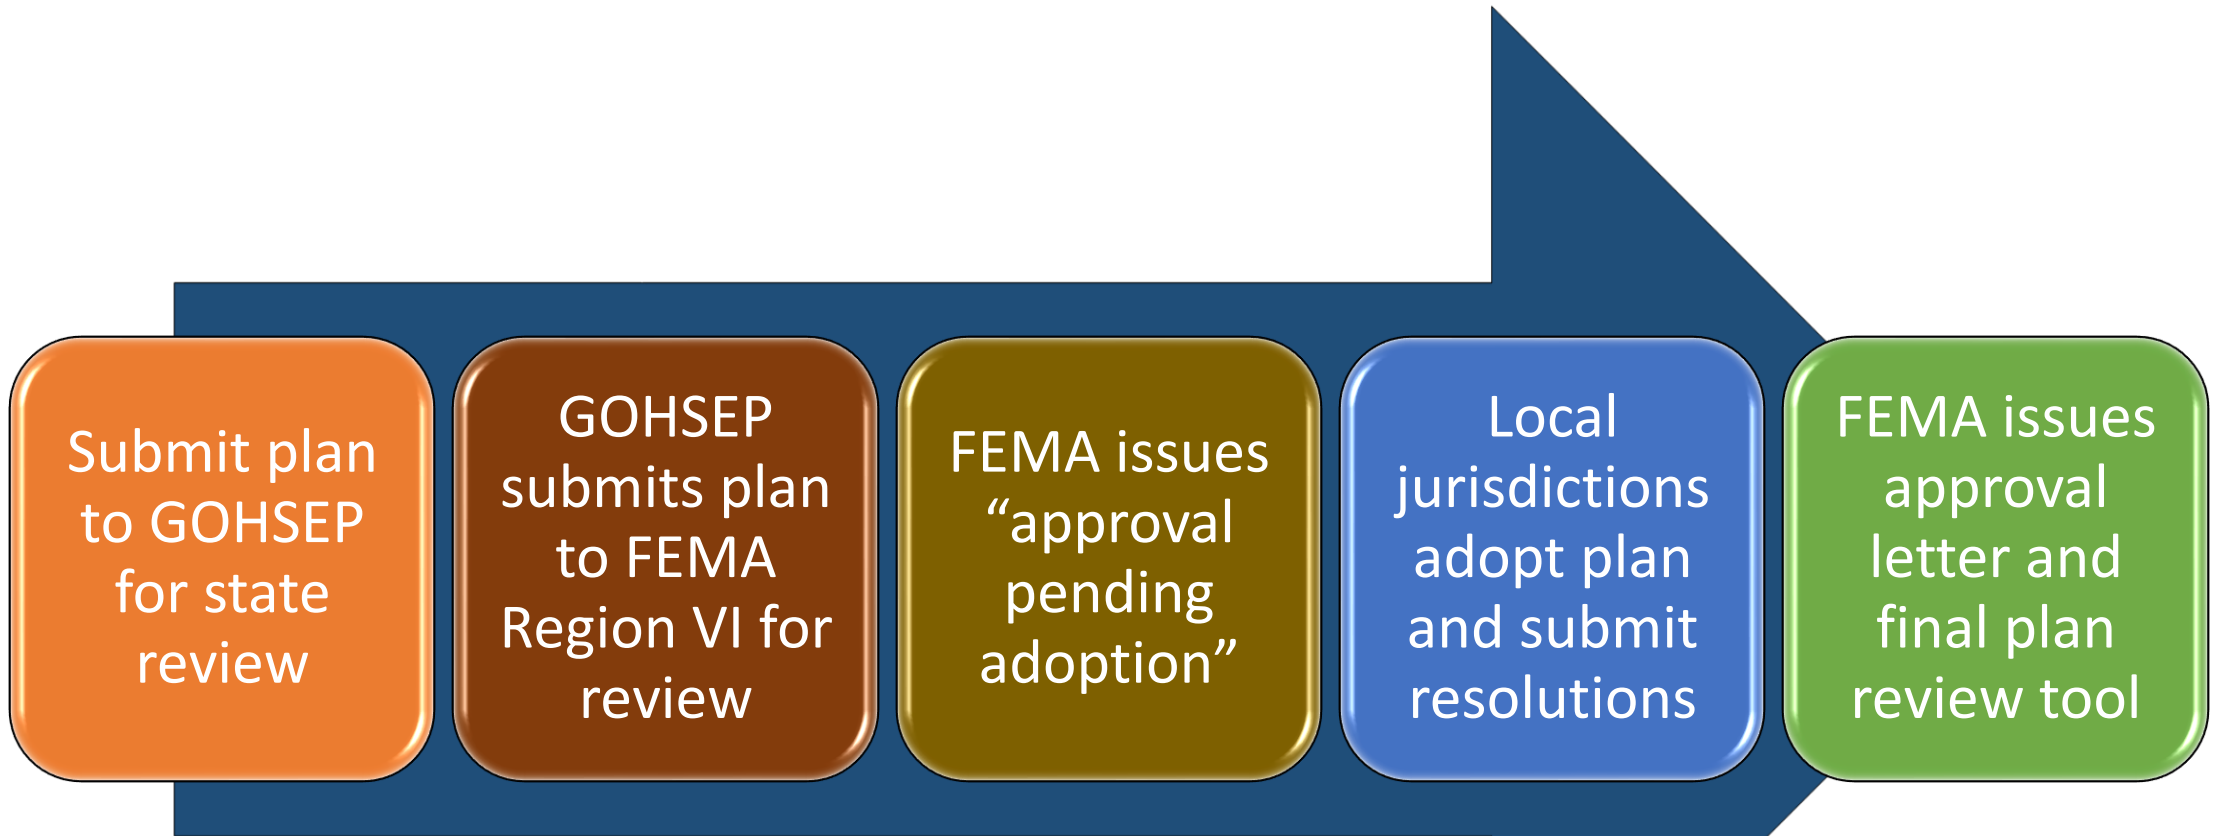 Submit plan
to GOHSEP
for state
review
GOHSEP
submits plan
to FEMA
Region VI for
review
FEMA issues
“approval
pending
adoption”
Local
jurisdictions
adopt plan
and submit
resolutions
FEMA issues
approval
letter and
final plan
review tool